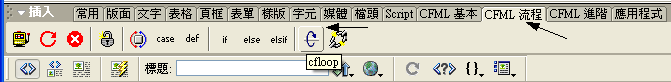 插入 常用 版面 文字 表格 頁框 表單 樣版 字元 媒體 檔頭 Script CFML 基本 CFML 流程 CFML 進階 應用程式
case def if else elsif
cfloop
標題: